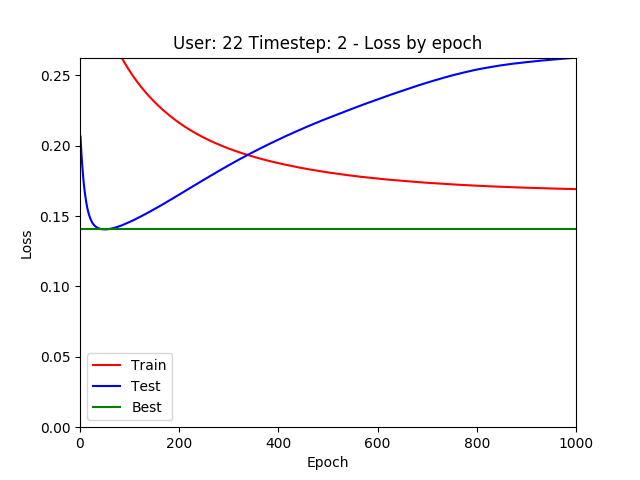 User: 22 Timestep: 2 - Loss by epoch
0.25
0.20
0.15
0.10
0.05
0.00
Loss
Train
Test
Best
0 200 400 600 800 1000
Epoch